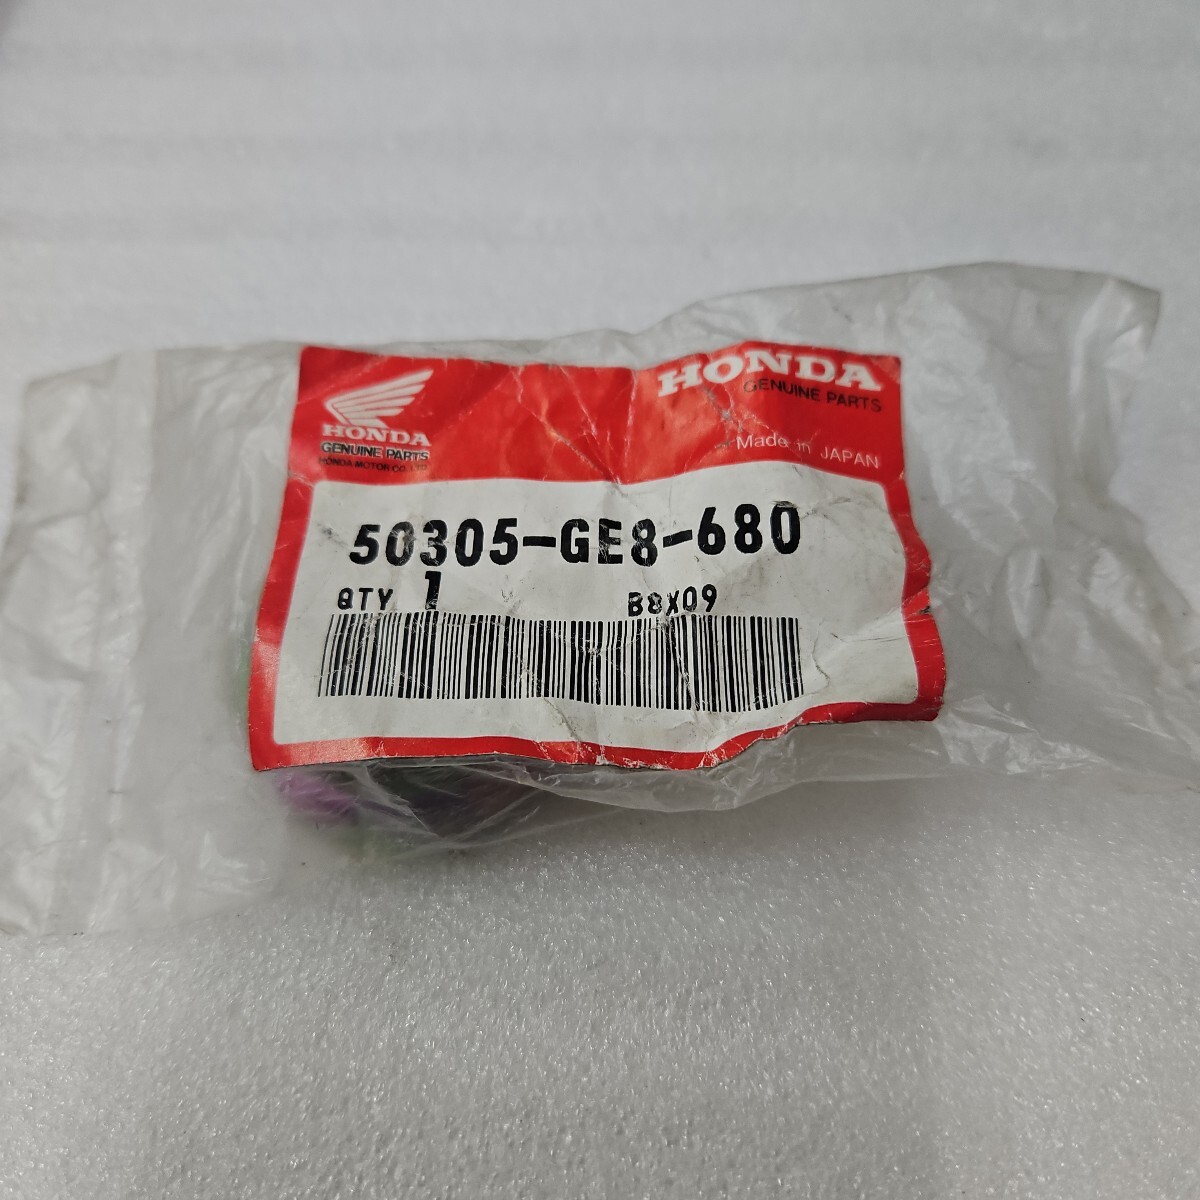 HONDA
GENUINE PARTS
HONDA MOTOR CO., LTD.
HONDA
GENUINE PARTS
Made in JAPAN
50305-GE8-680
QTY 1 B8X09